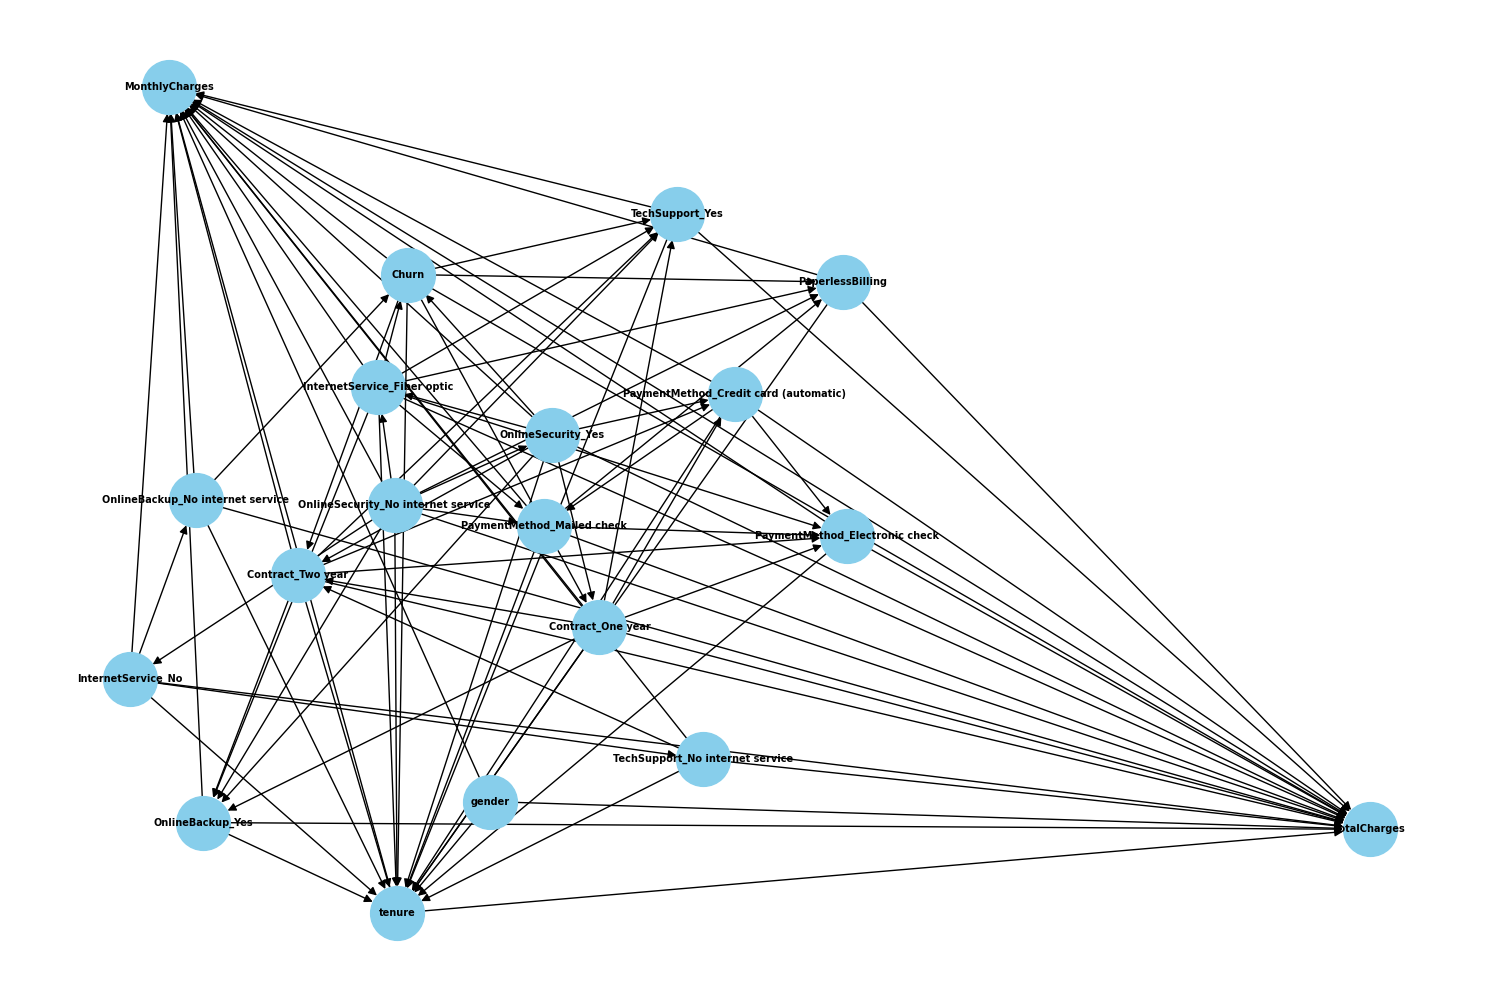 MonthlyCharges
TechSupport_Yes
Churn
PaperlessBilling
InternetService_Fiber optic
PaymentMethod_Credit card (automatic)
OnlineSecurity_Yes
OnlineBackup_No internet service
OnlineSecurity_No internet service
PaymentMethod_Mailed check
PaymentMethod_Electronic check
Contract_Two year
Contract_One year
InternetService_No
TechSupport_No internet service
gender
OnlineBackup_Yes
TotalCharges
tenure